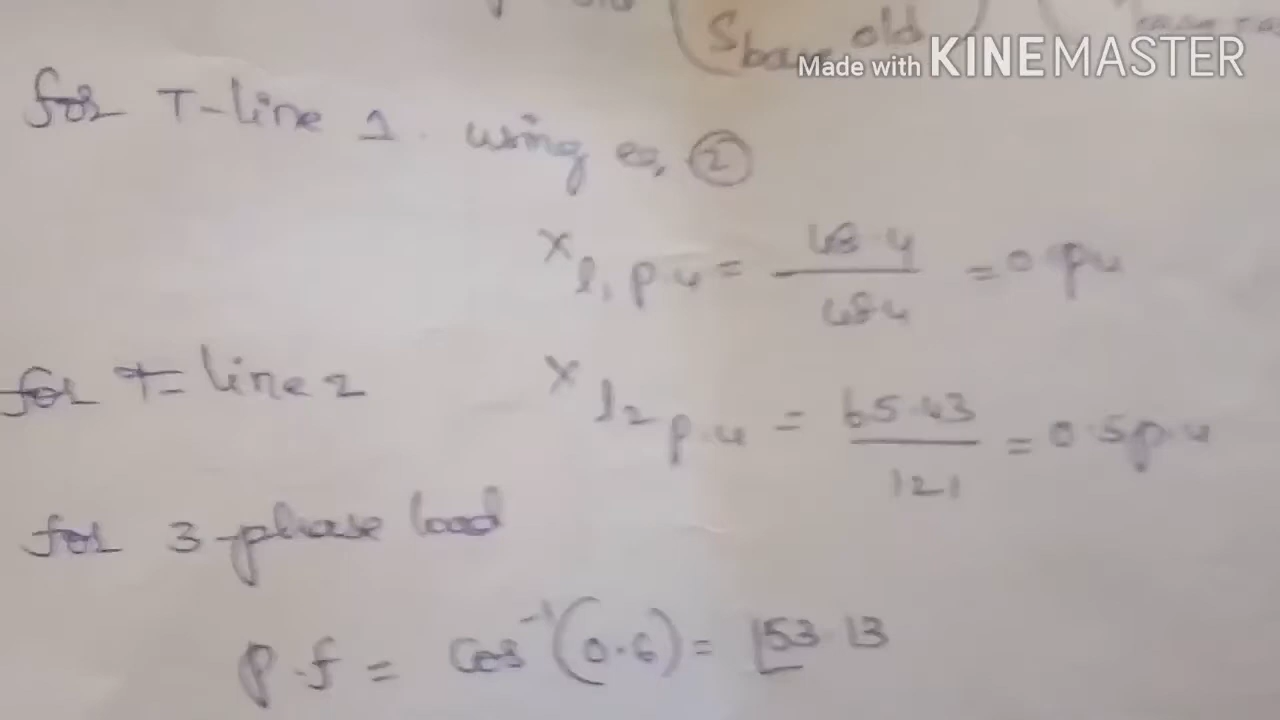 S base old
Made with KINEMASTER
for T-line 1. using eq, ②
X l, p u = 48.4 / 484 = 0 pu
for T= line 2 X l2 p.u = 65.43 / 121 = 0.5 p.u
for 3-phase load
p.f = cos⁻¹(0.6) = ∠53.13